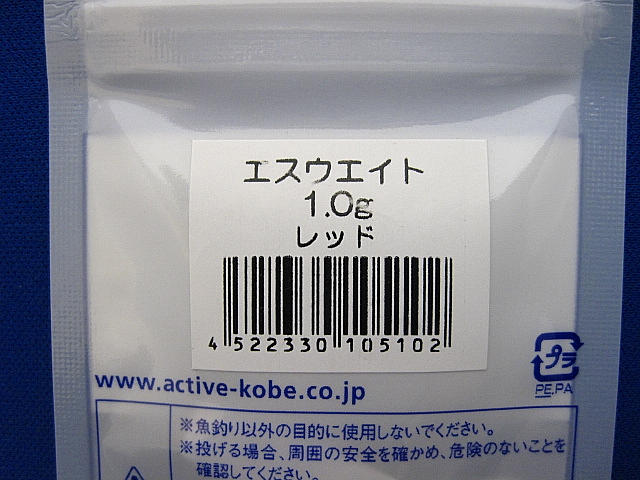 エスウエイト
1.0g
レッド
4 522330 105102
www.active-kobe.co.jp
プラ
PE.PA
※魚釣り以外の目的に使用しないでください。
※投げる場合、周囲の安全を確かめ、危険のないことを
確認してください。